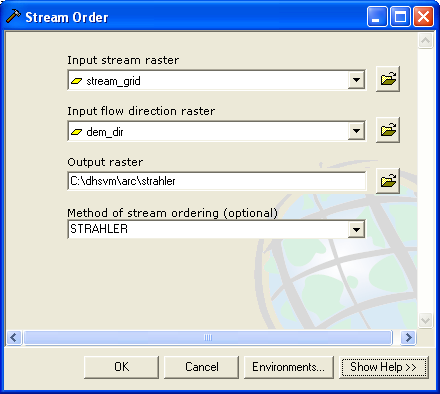 Stream Order
Input stream raster
stream_grid
Input flow direction raster
dem_dir
Output raster
C:\dhsvm\arc\strahler
Method of stream ordering (optional)
STRAHLER
OK Cancel Environments... Show Help >>